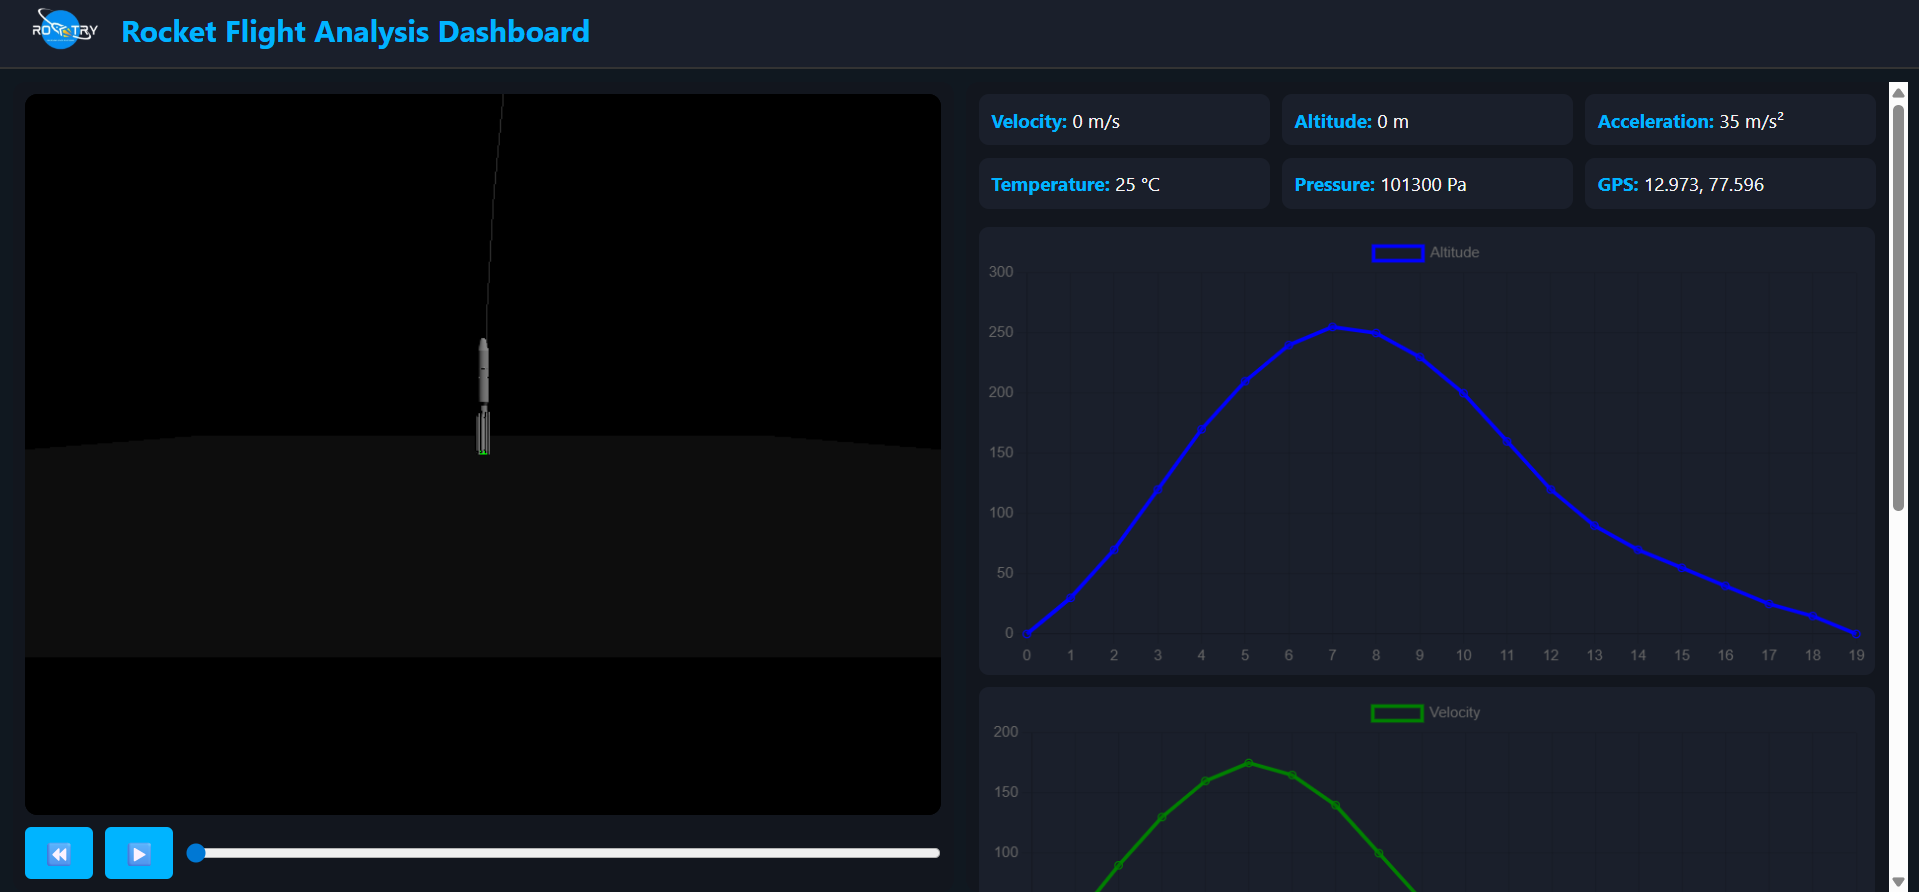 ROCKETRY
Rocket Flight Analysis Dashboard
Velocity: 0 m/s
Altitude: 0 m
Acceleration: 35 m/s²
Temperature: 25 °C
Pressure: 101300 Pa
GPS: 12.973, 77.596
Altitude
300
250
200
150
100
50
0
0 1 2 3 4 5 6 7 8 9 10 11 12 13 14 15 16 17 18 19
Velocity
200
150
100